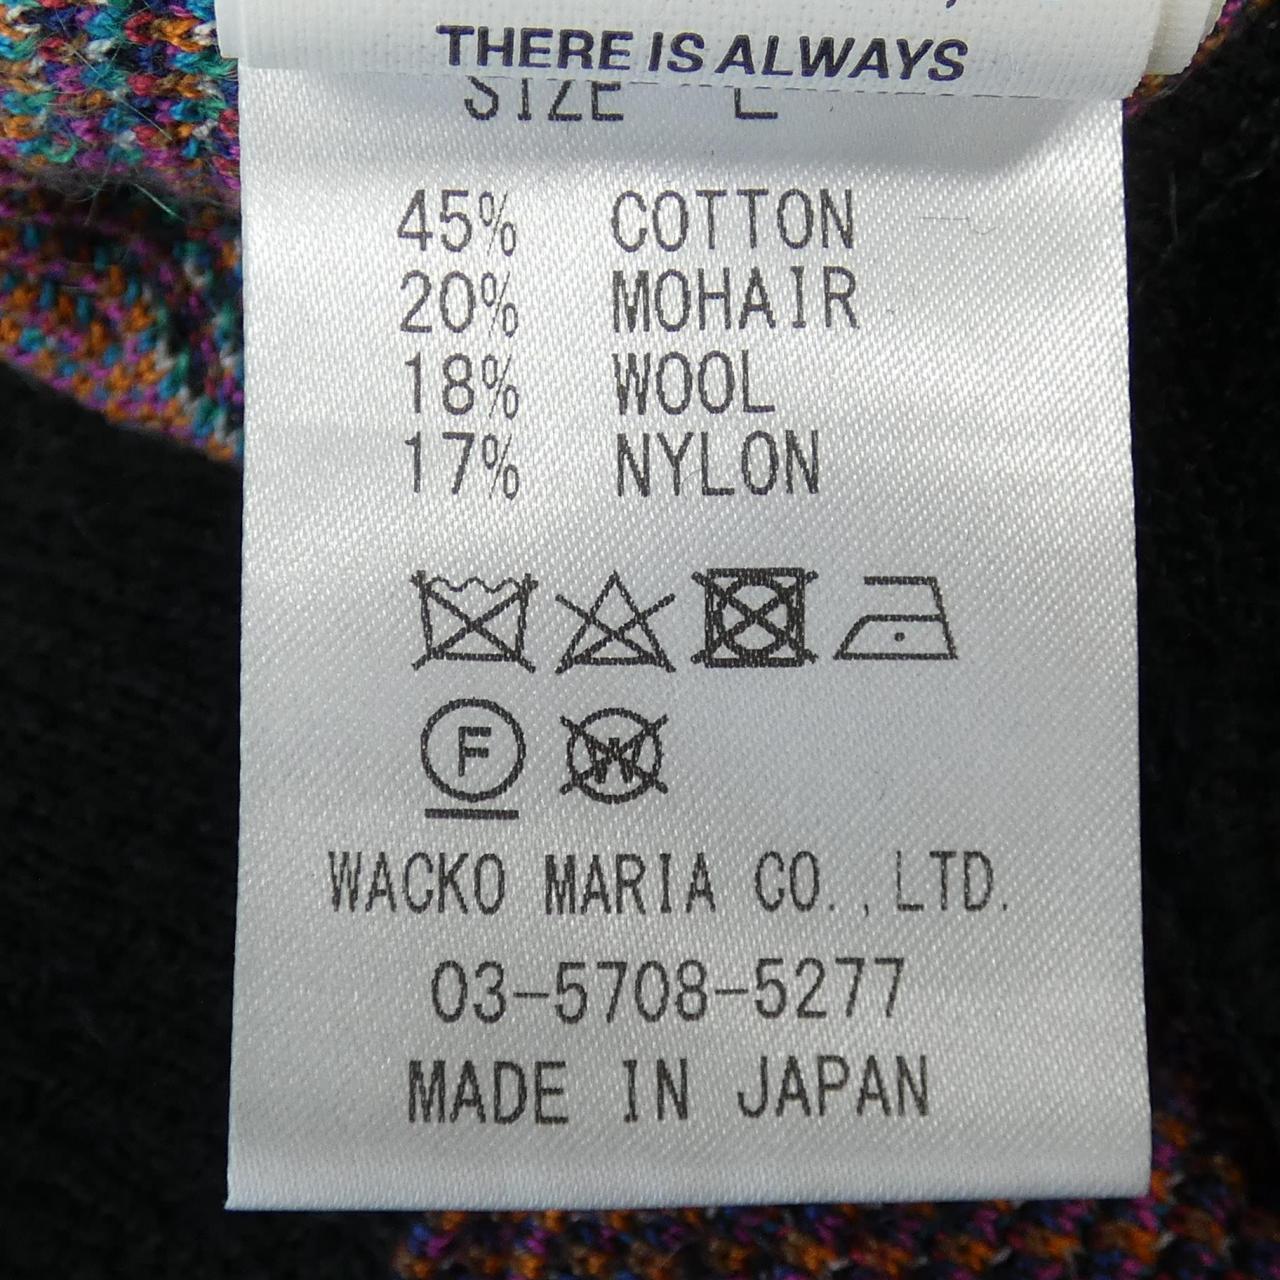 THERE IS ALWAYS
SIZE L
45% COTTON
20% MOHAIR
18% WOOL
17% NYLON
F W
WACKO MARIA CO.,LTD.
03-5708-5277
MADE IN JAPAN